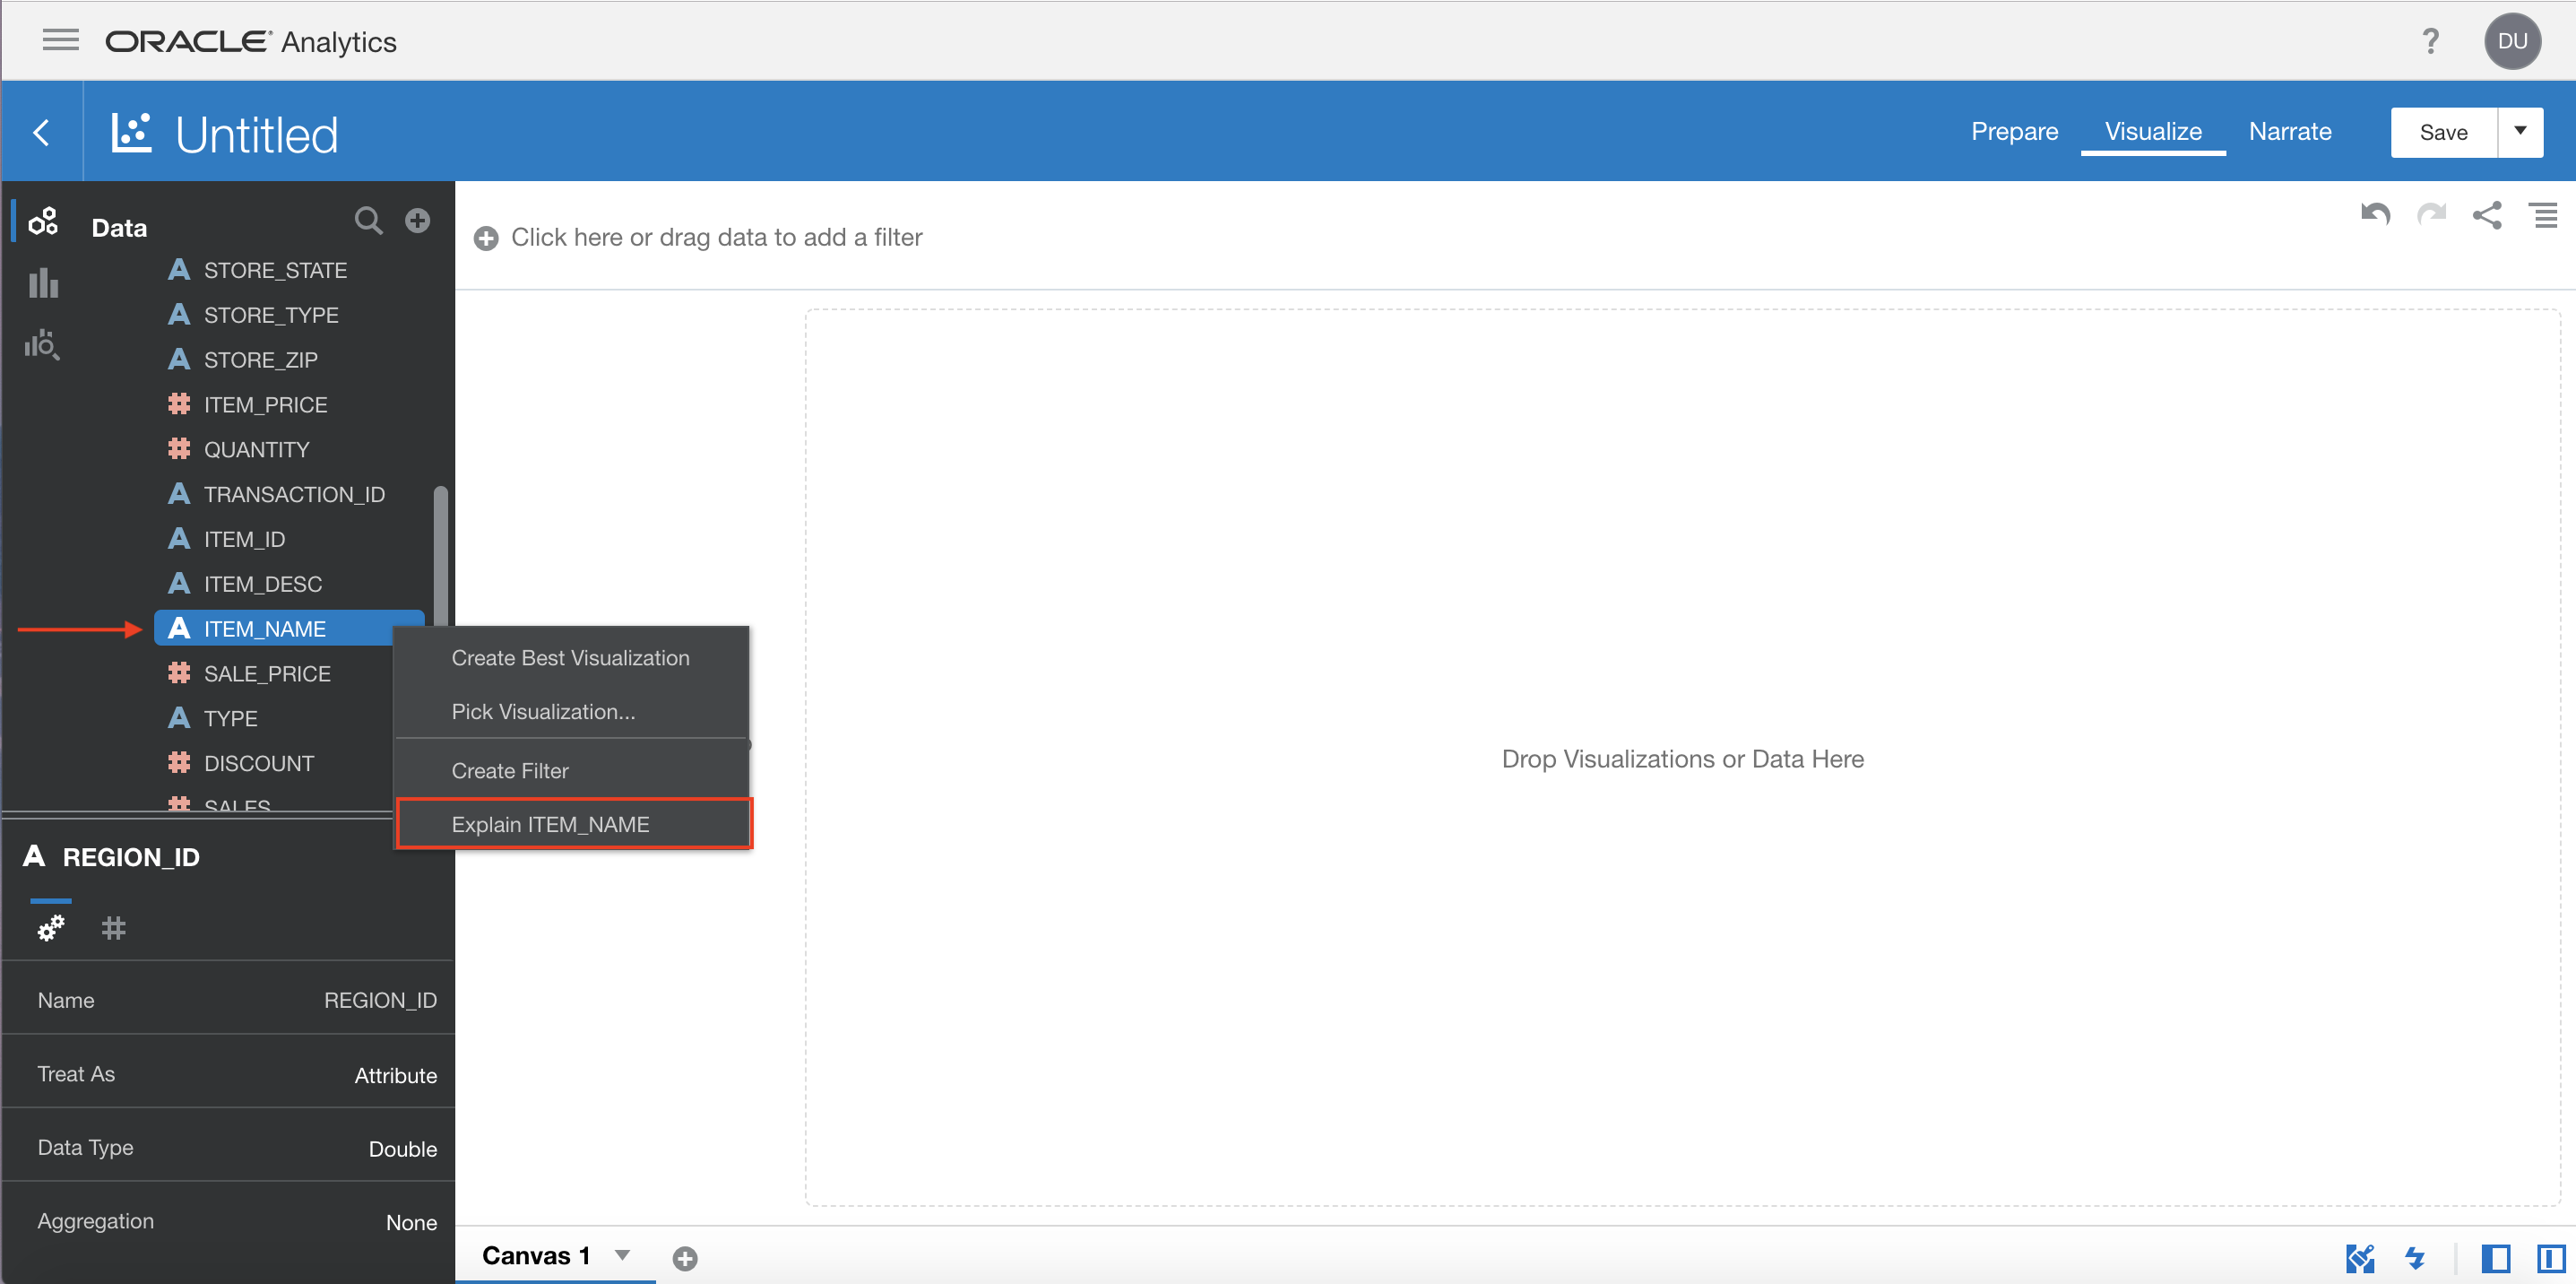 ORACLE® Analytics
?
DU
Untitled
Prepare
Visualize
Narrate
Save
Data
A STORE_STATE
A STORE_TYPE
A STORE_ZIP
# ITEM_PRICE
# QUANTITY
A TRANSACTION_ID
A ITEM_ID
A ITEM_DESC
A ITEM_NAME
# SALE_PRICE
A TYPE
# DISCOUNT
# SALES
Click here or drag data to add a filter
Create Best Visualization
Pick Visualization...
Create Filter
Explain ITEM_NAME
Drop Visualizations or Data Here
A REGION_ID
#
Name REGION_ID
Treat As Attribute
Data Type Double
Aggregation None
Canvas 1